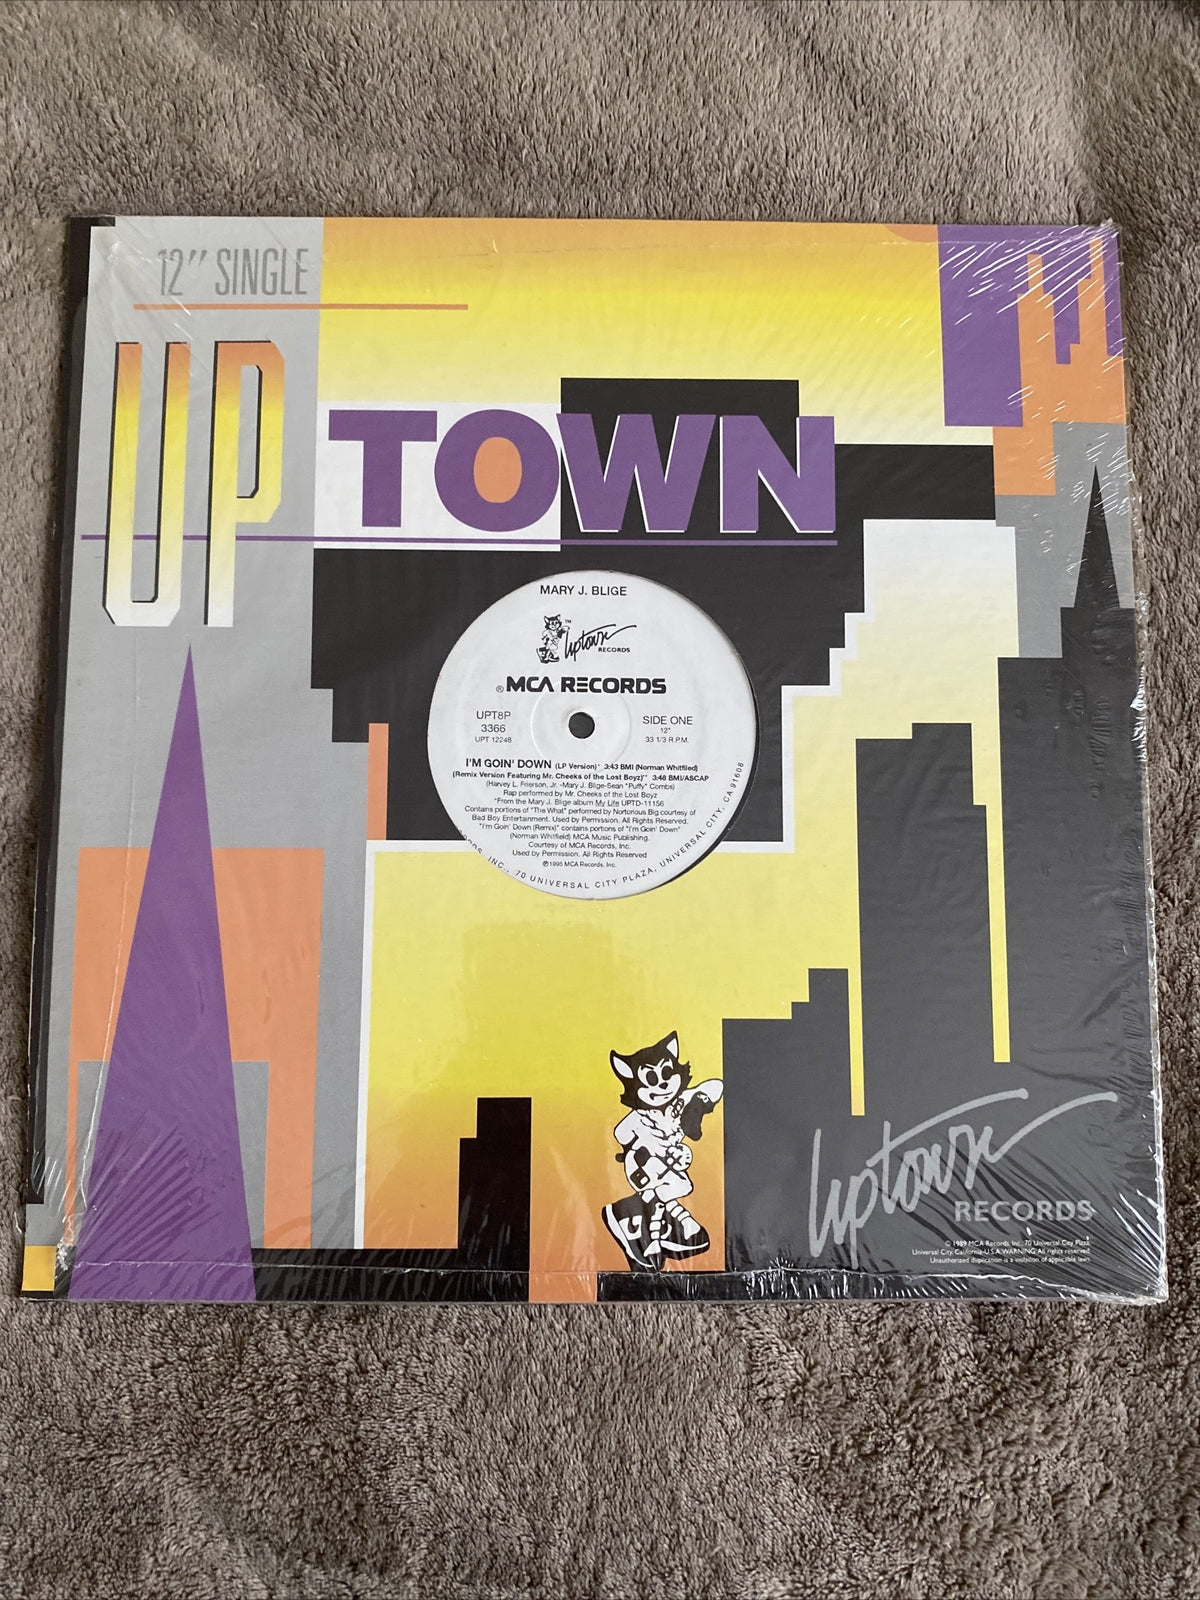 12" SINGLE
UP
TOWN
MARY J. BLIGE
TM
Uptown
RECORDS
® MCA RECORDS
UPT8P
3366
UPT 12248
SIDE ONE
12"
33 1/3 R.P.M.
I'M GOIN' DOWN (LP Version)* 3:43 BMI (Norman Whitfiled)
(Remix Version Featuring Mr. Cheeks of the Lost Boyz)** 3:48 BMI/ASCAP
(Harvey L. Frierson, Jr.-Mary J. Blige-Sean "Puffy" Combs)
Rap performed by Mr. Cheeks of the Lost Boyz
*From the Mary J. Blige album My Life UPTD-11156
Contains portions of "The What" performed by Nortorious Big courtesy of
Bad Boy Entertainment. Used by Permission. All Rights Reserved.
"I'm Goin' Down (Remix)" contains portions of "I'm Goin' Down"
(Norman Whitfield) MCA Music Publishing.
Courtesy of MCA Records, Inc.
Used by Permission. All Rights Reserved
℗ 1995 MCA Records, Inc.
INC., 70 UNIVERSAL CITY PLAZA, UNIVERSAL CITY, CA 91608
Uptown
RECORDS
© 1989 MCA Records, Inc. 70 Universal City Plaza
Universal City California-U.S.A. WARNING: All rights reserved
Unauthorized duplication is a violation of applicable laws